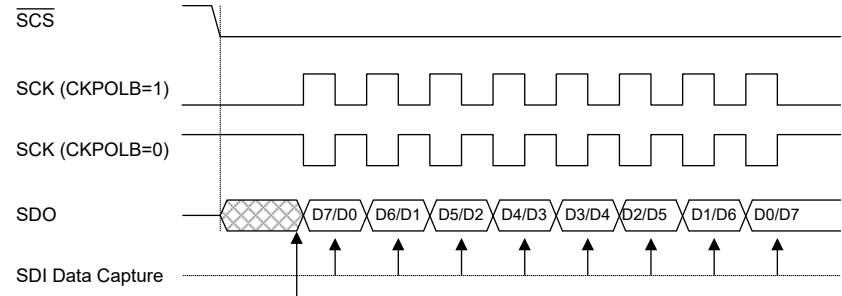 SCS
SCK (CKPOLB=1)
SCK (CKPOLB=0)
SDO D7/D0 D6/D1 D5/D2 D4/D3 D3/D4 D2/D5 D1/D6 D0/D7
SDI Data Capture